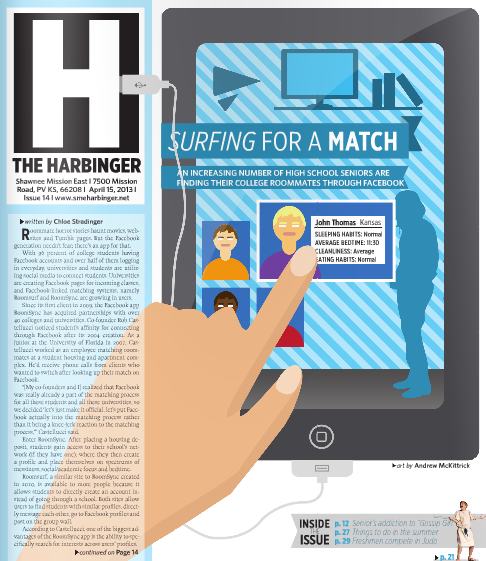 H
THE HARBINGER
Shawnee Mission East I 7500 Mission
Road, PV KS, 66208 I April 15, 2013 I
Issue 14 I www.smeharbinger.net
written by Chloe Stradinger
Roommate horror stories haunt movies, web-
sites and Tumblr pages. But the Facebook
generation needn't fear; there's an app for that.
With 96 percent of college students having
Facebook accounts and over half of them logging
in everyday, universities and students are utiliz-
ing social media to connect students. Universities
are creating Facebook pages for incoming classes,
and Facebook-linked matching systems, namely
Roomsurf and RoomSync, are growing in users.
Since its first client in 2009, the Facebook app
RoomSync has acquired partnerships with over
40 colleges and universities. Co-founder Rob Cas-
tellucci noticed student's affinity for connecting
through Facebook after its 2004 creation. As a
junior at the University of Florida in 2007, Cas-
tellucci worked as an employee matching room-
mates at a student housing and apartment com-
plex. He'd receive phone calls from clients who
wanted to switch after looking up their match on
Facebook.
"[My co-founders and I] realized that Facebook
was really already a part of the matching process
for all these students and all these universities, so
we decided 'let's just make it official, let's put Face-
book actually into the matching process rather
than it being a knee-jerk reaction to the matching
process,'" Castellucci said.
Enter RoomSync. After placing a housing de-
posit, students gain access to their school's net-
work (if they have one), where they then create
a profile and place themselves on spectrums of
messiness, social/academic focus and bedtime.
Roomsurf, a similar site to RoomSync created
in 2010, is available to more people because it
allows students to directly create an account in-
stead of going through a school. Both sites allow
users to find students with similar profiles, direct-
ly message each other, go to Facebook profiles and
post on the group wall.
According to Castellucci, one of the biggest ad-
vantages of the RoomSync app is the ability to spe-
cifically search for interests across users' profiles.
continued on Page 14
SURFING FOR A MATCH
AN INCREASING NUMBER OF HIGH SCHOOL SENIORS ARE
FINDING THEIR COLLEGE ROOMMATES THROUGH FACEBOOK
John Thomas Kansas
SLEEPING HABITS: Normal
AVERAGE BEDTIME: 11:30
CLEANLINESS: Average
EATING HABITS: Normal
art by Andrew McKittrick
INSIDE THE ISSUE
p. 12 Senior's addiction to "Gossip
p. 27 Things to do in the summer
p. 29 Freshmen compete in Judo
p. 21